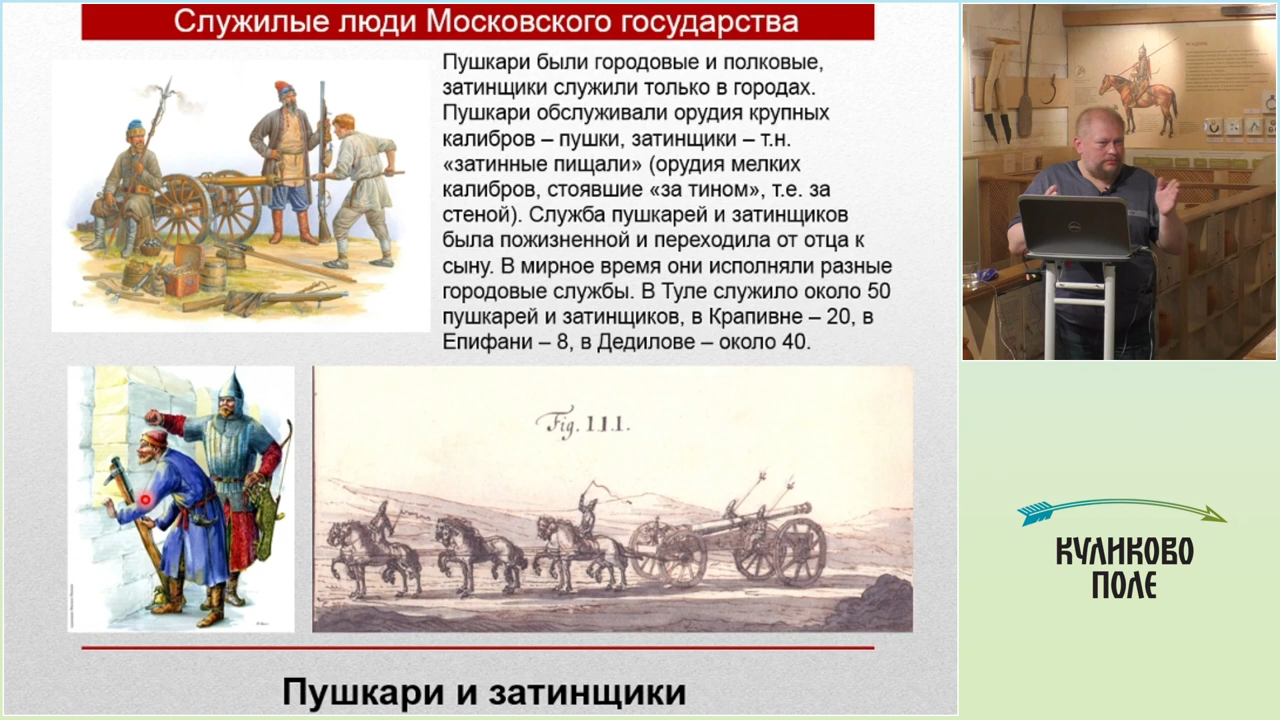 Служилые люди Московского государства
Пушкари были городовые и полковые,
затинщики служили только в городах.
Пушкари обслуживали орудия крупных
калибров – пушки, затинщики – т.н.
«затинные пищали» (орудия мелких
калибров, стоявшие «за тином», т.е. за
стеной). Служба пушкарей и затинщиков
была пожизненной и переходила от отца к
сыну. В мирное время они исполняли разные
городовые службы. В Туле служило около 50
пушкарей и затинщиков, в Крапивне – 20, в
Епифани – 8, в Дедилове – около 40.
Fig. III.
Пушкари и затинщики
КУЛИКОВО
ПОЛЕ